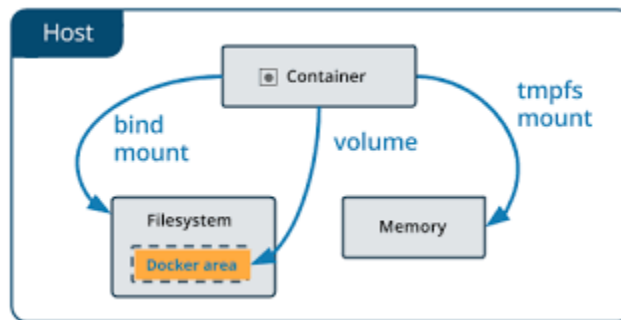 Host
Container
bind
mount
volume
tmpfs
mount
Filesystem
Docker area
Memory